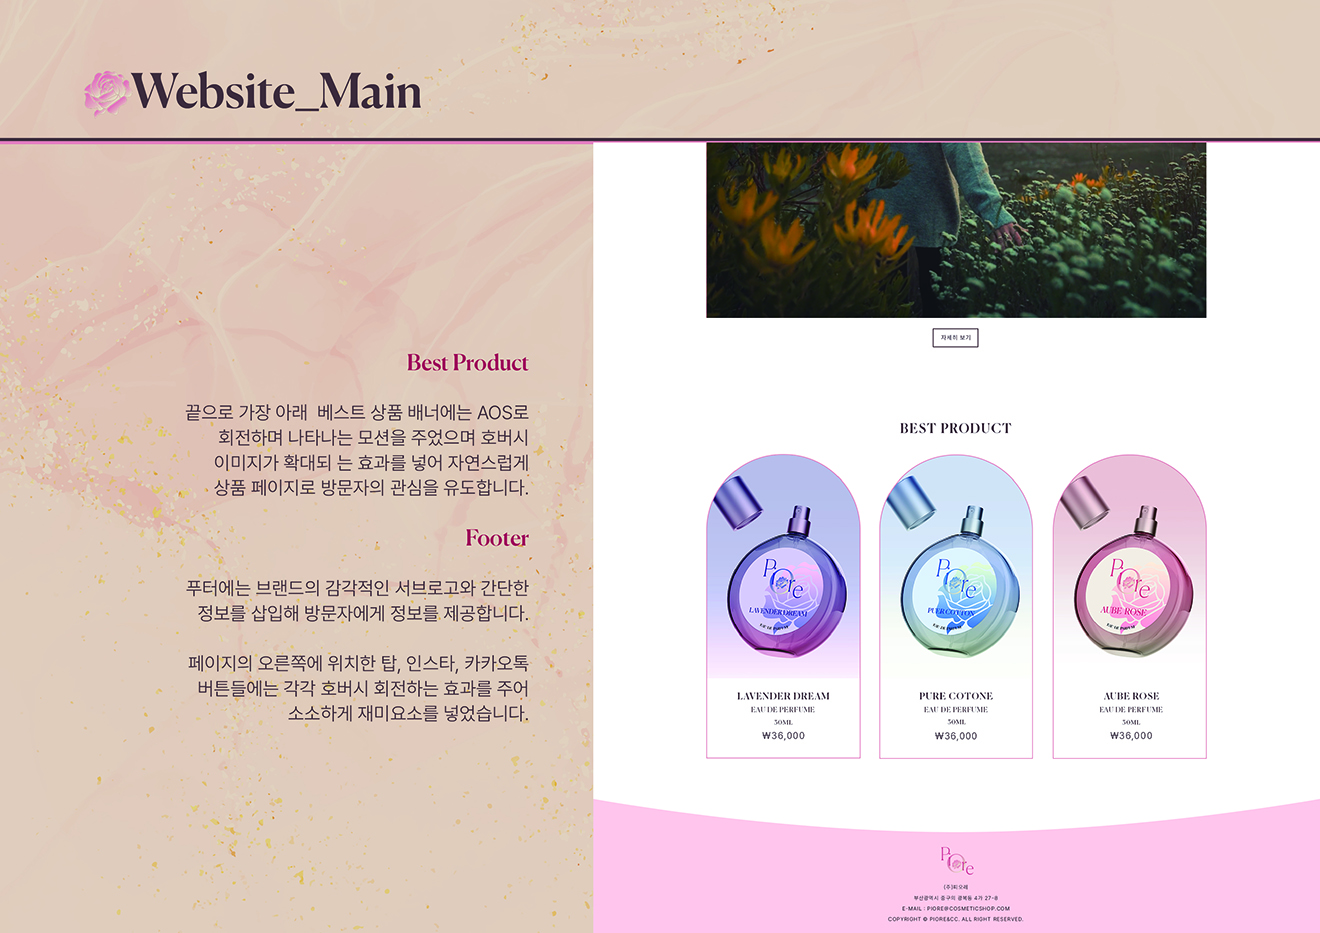 Website_Main
Best Product
끝으로 가장 아래 베스트 상품 배너에는 AOS로
회전하며 나타나는 모션을 주었으며 호버시
이미지가 확대되 는 효과를 넣어 자연스럽게
상품 페이지로 방문자의 관심을 유도합니다.
Footer
푸터에는 브랜드의 감각적인 서브로고와 간단한
정보를 삽입해 방문자에게 정보를 제공합니다.
페이지의 오른쪽에 위치한 탑, 인스타, 카카오톡
버튼들에는 각각 호버시 회전하는 효과를 주어
소소하게 재미요소를 넣었습니다.
자세히 보기
BEST PRODUCT
POre
LAVENDER DREAM
EAU DE PARFUM
LAVENDER DREAM
EAU DE PERFUME
50ML
₩36,000
POre
PUER COTTON
EAU DE PARFUM
PURE COTONE
EAU DE PERFUME
50ML
₩36,000
POre
AUBE ROSE
EAU DE PARFUM
AUBE ROSE
EAU DE PERFUME
50ML
₩36,000
POre
(주)피오레
부산광역시 중구의 광복동 4가 27-8
E-MAIL : PIORE@COSMETICSHOP.COM
COPYRIGHT © PIORE&CC. ALL RIGHT RESERVED.